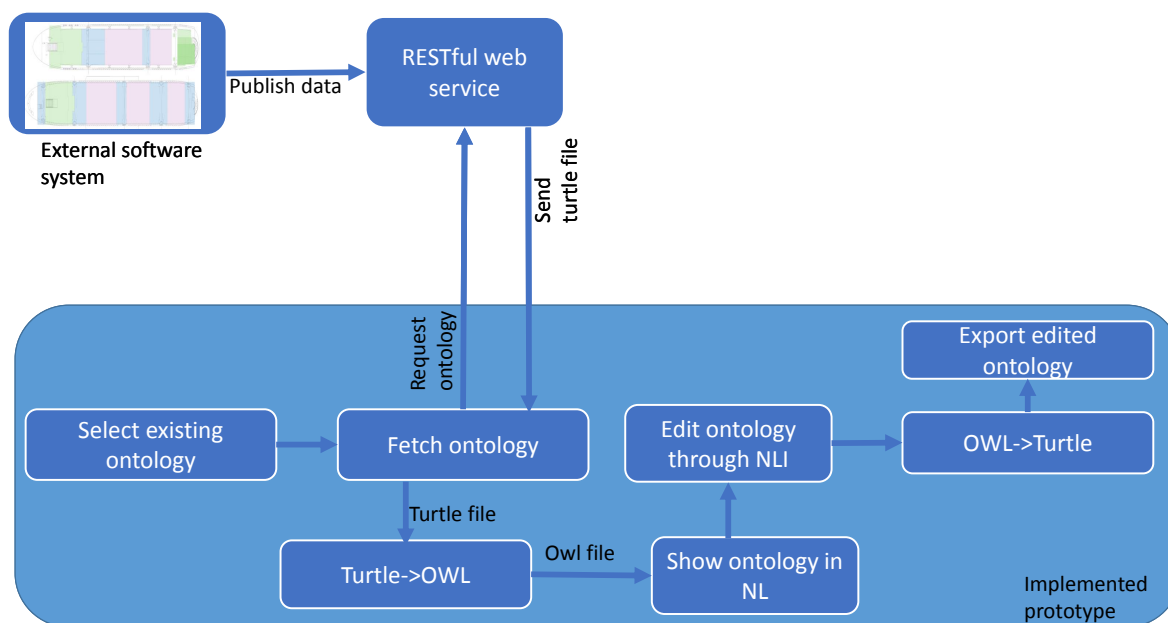 RESTful web
service
Publish data
External software
system
Send
turtle file
Request
ontology
Export edited
ontology
Select existing
ontology
Fetch ontology
Edit ontology
through NLI
OWL->Turtle
Turtle file
Turtle->OWL
Owl file
Show ontology in
NL
Implemented
prototype